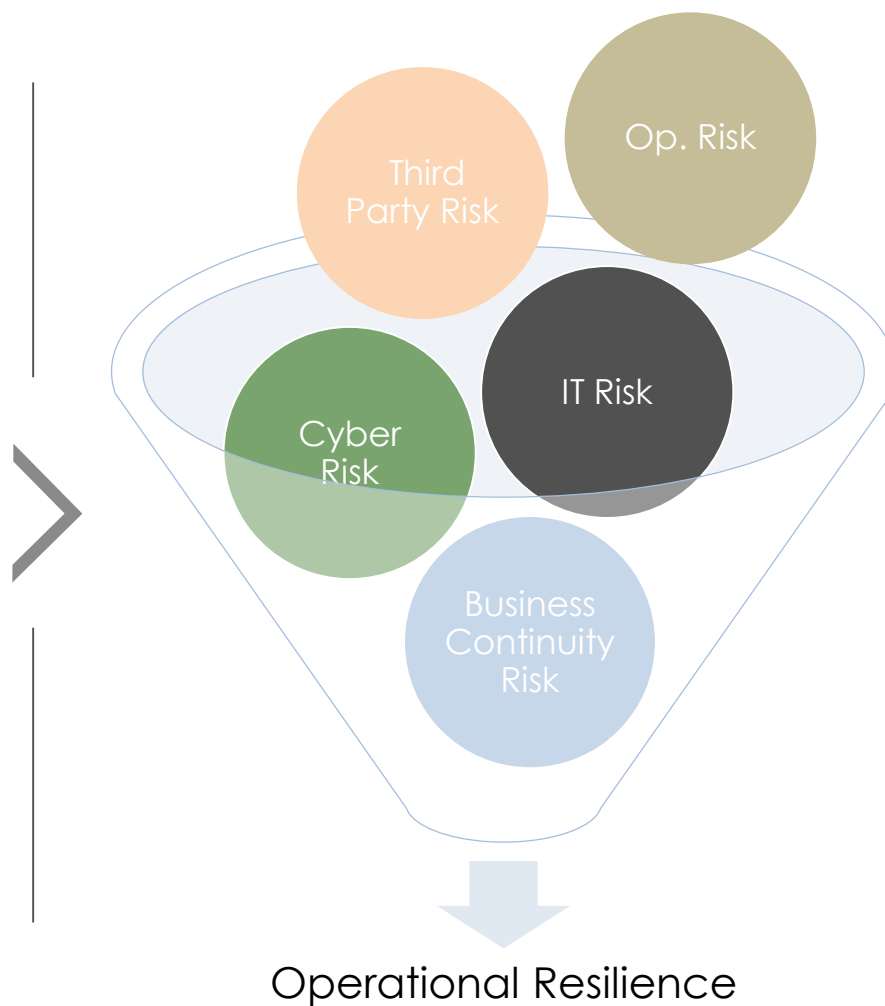 Op. Risk
Third
Party Risk
IT Risk
Cyber
Risk
Business
Continuity
Risk
Operational Resilience